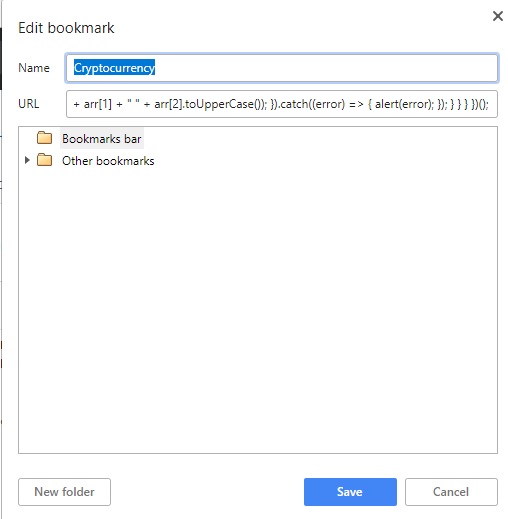 Edit bookmark
Name Cryptocurrency
URL + arr[1] + " " + arr[2].toUpperCase()); }).catch((error) => { alert(error); }); } } } })();
Bookmarks bar
Other bookmarks
New folder Save Cancel